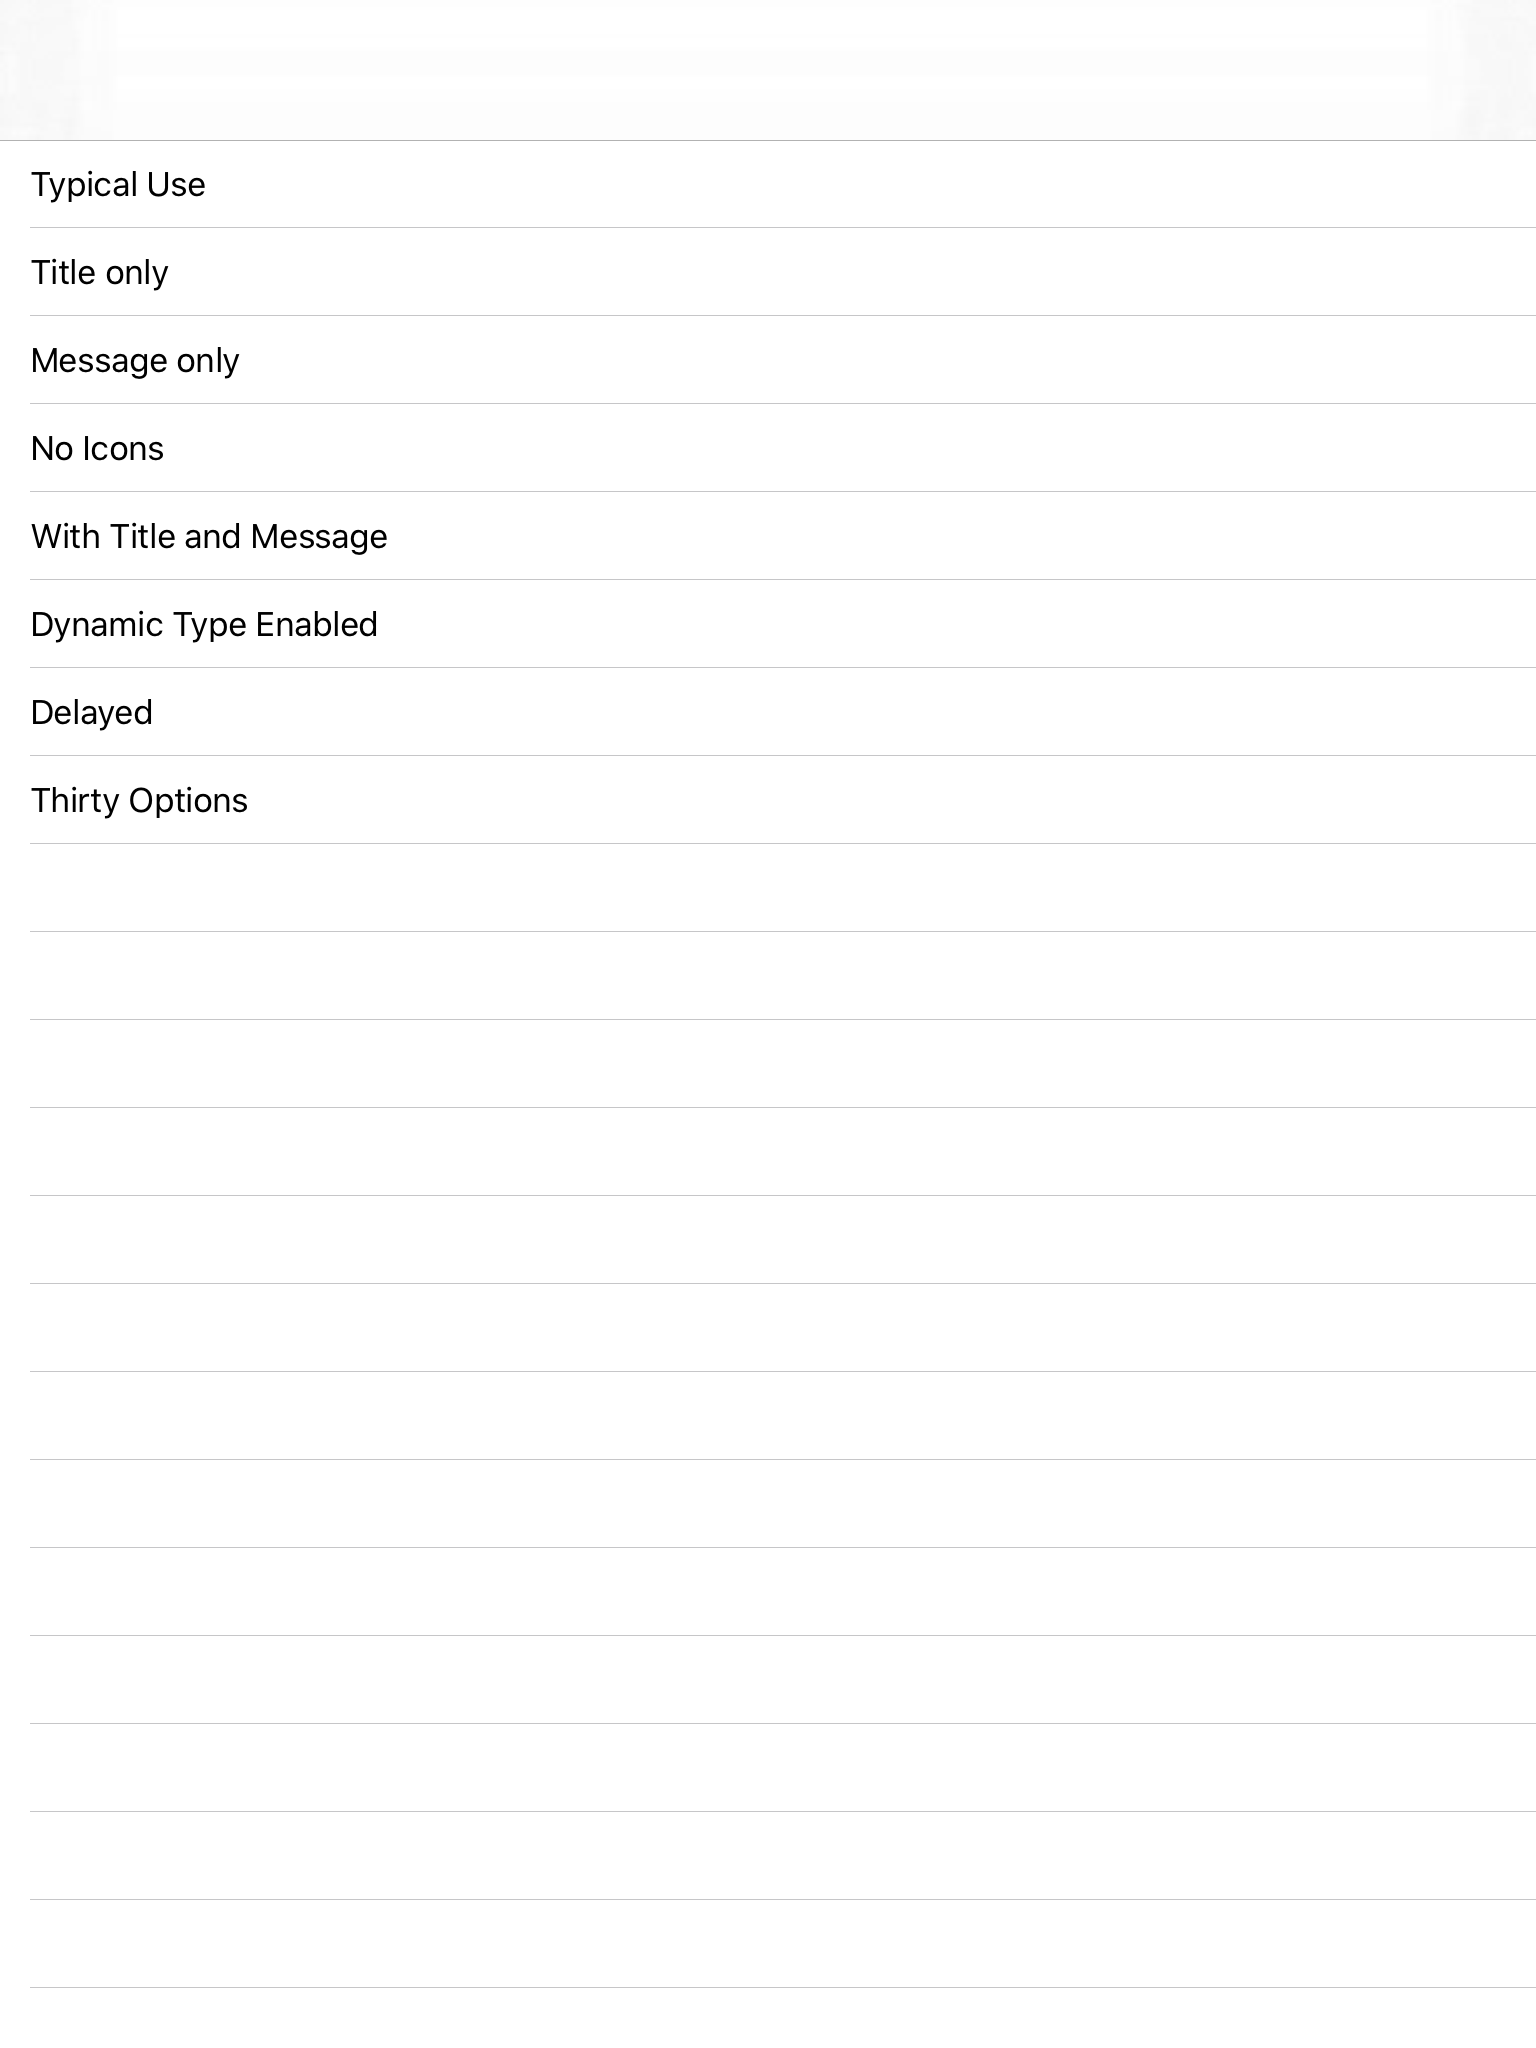 Typical Use
Title only
Message only
No Icons
With Title and Message
Dynamic Type Enabled
Delayed
Thirty Options